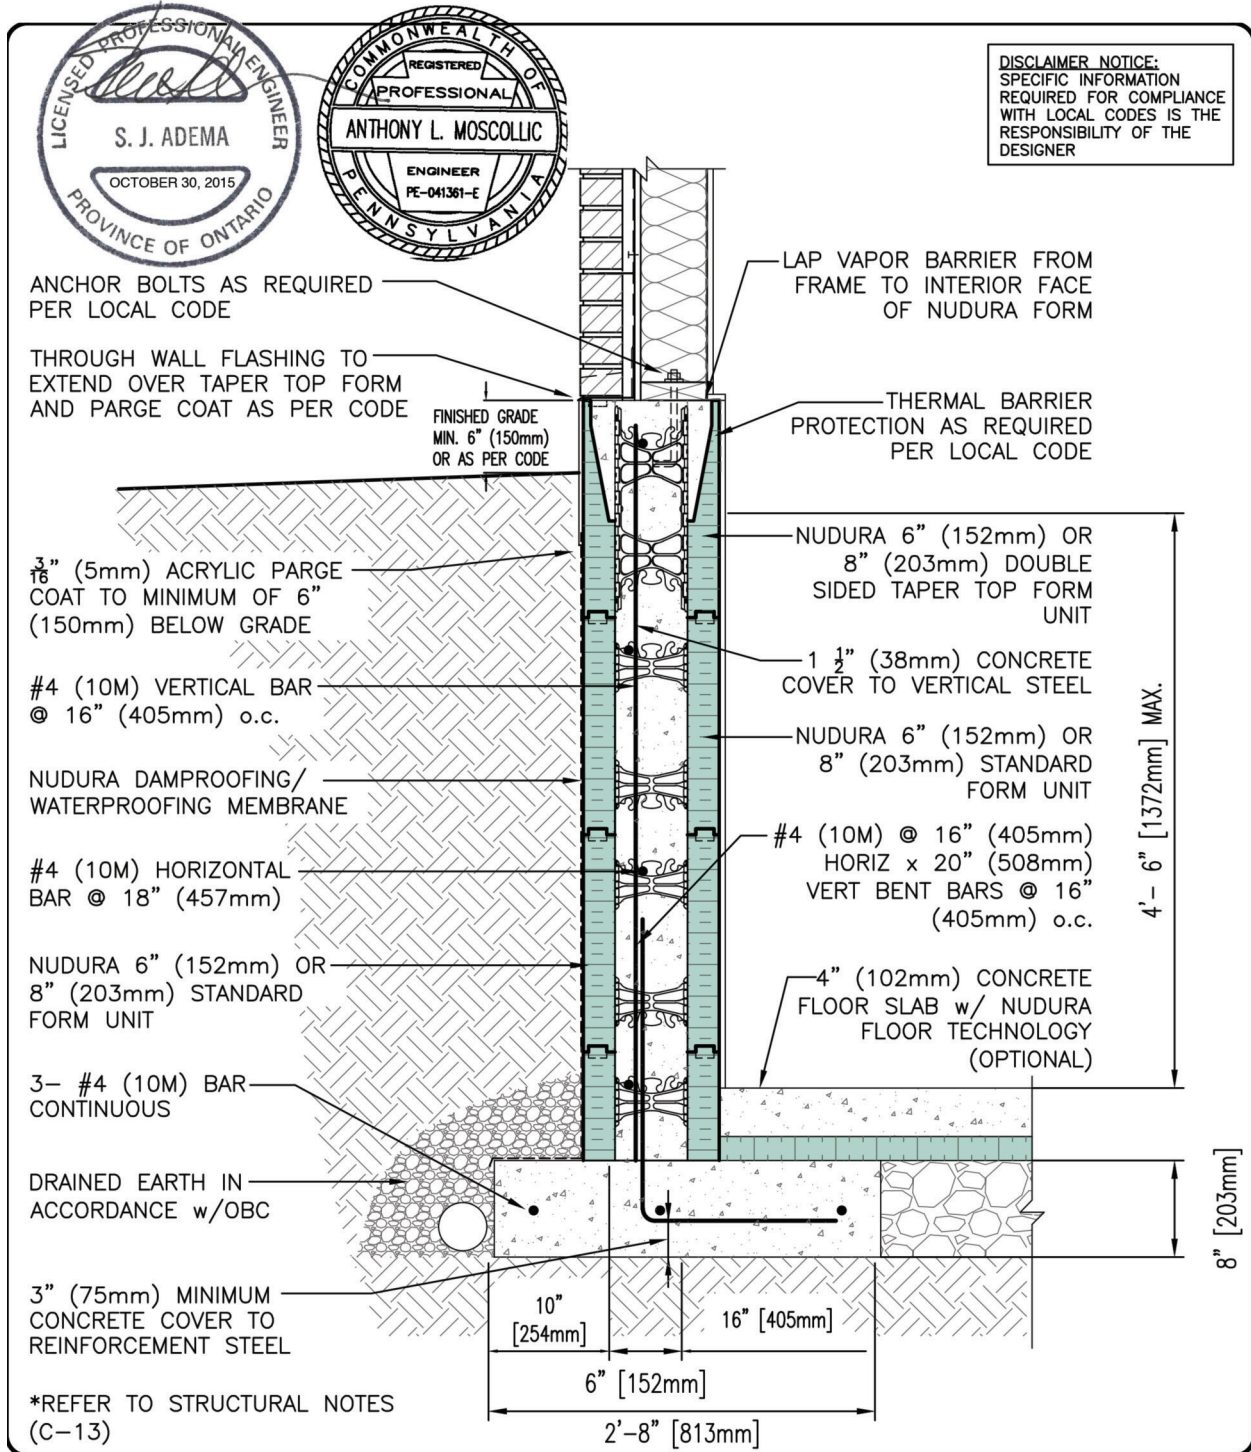 LICENSED PROFESSIONAL ENGINEER
S. J. ADEMA
OCTOBER 30, 2015
PROVINCE OF ONTARIO
COMMONWEALTH OF
REGISTERED
PROFESSIONAL
ANTHONY L. MOSCOLLIC
ENGINEER
PE-041361-E
PENNSYLVANIA
DISCLAIMER NOTICE:
SPECIFIC INFORMATION
REQUIRED FOR COMPLIANCE
WITH LOCAL CODES IS THE
RESPONSIBILITY OF THE
DESIGNER
ANCHOR BOLTS AS REQUIRED
PER LOCAL CODE
THROUGH WALL FLASHING TO
EXTEND OVER TAPER TOP FORM
AND PARGE COAT AS PER CODE
FINISHED GRADE
MIN. 6" (150mm)
OR AS PER CODE
3/16" (5mm) ACRYLIC PARGE
COAT TO MINIMUM OF 6"
(150mm) BELOW GRADE
#4 (10M) VERTICAL BAR
@ 16" (405mm) o.c.
NUDURA DAMPROOFING/
WATERPROOFING MEMBRANE
#4 (10M) HORIZONTAL
BAR @ 18" (457mm)
NUDURA 6" (152mm) OR
8" (203mm) STANDARD
FORM UNIT
3- #4 (10M) BAR
CONTINUOUS
DRAINED EARTH IN
ACCORDANCE w/OBC
3" (75mm) MINIMUM
CONCRETE COVER TO
REINFORCEMENT STEEL
*REFER TO STRUCTURAL NOTES
(C-13)
LAP VAPOR BARRIER FROM
FRAME TO INTERIOR FACE
OF NUDURA FORM
THERMAL BARRIER
PROTECTION AS REQUIRED
PER LOCAL CODE
NUDURA 6" (152mm) OR
8" (203mm) DOUBLE
SIDED TAPER TOP FORM
UNIT
1 1/2" (38mm) CONCRETE
COVER TO VERTICAL STEEL
NUDURA 6" (152mm) OR
8" (203mm) STANDARD
FORM UNIT
#4 (10M) @ 16" (405mm)
HORIZ x 20" (508mm)
VERT BENT BARS @ 16"
(405mm) o.c.
4" (102mm) CONCRETE
FLOOR SLAB w/ NUDURA
FLOOR TECHNOLOGY
(OPTIONAL)
4'- 6" [1372mm] MAX.
8" [203mm]
10"
[254mm]
16" [405mm]
6" [152mm]
2'-8" [813mm]